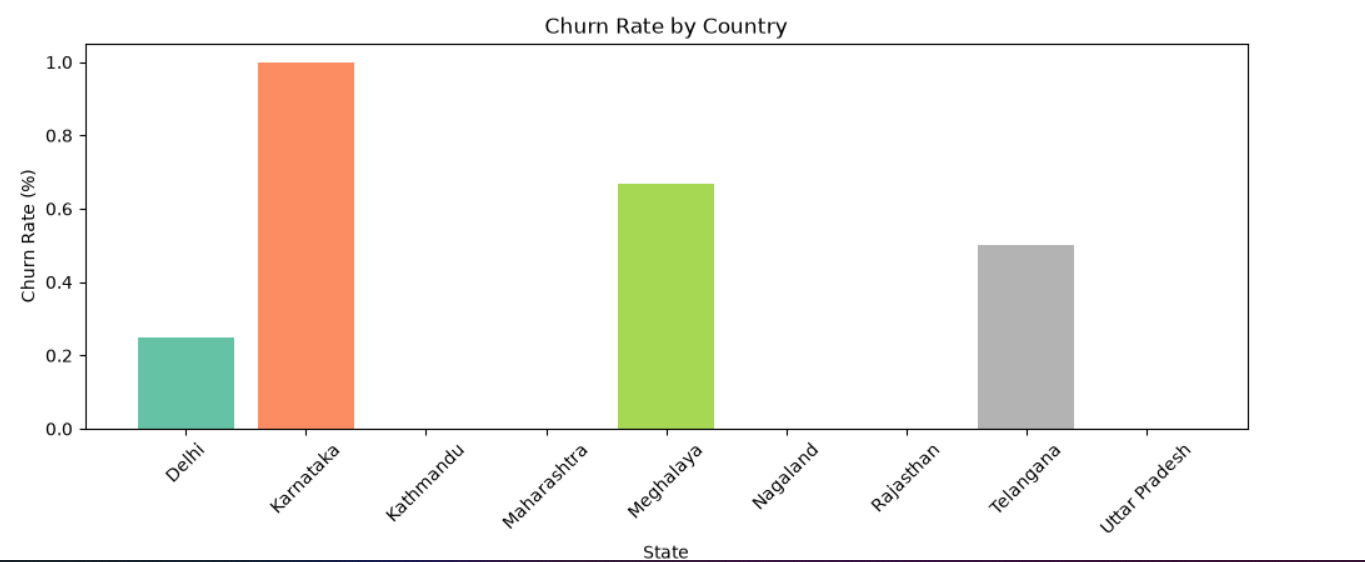 Churn Rate by Country
Churn Rate (%)
1.0
0.8
0.6
0.4
0.2
0.0
Delhi
Karnataka
Kathmandu
Maharashtra
Meghalaya
Nagaland
Rajasthan
Telangana
Uttar Pradesh
State